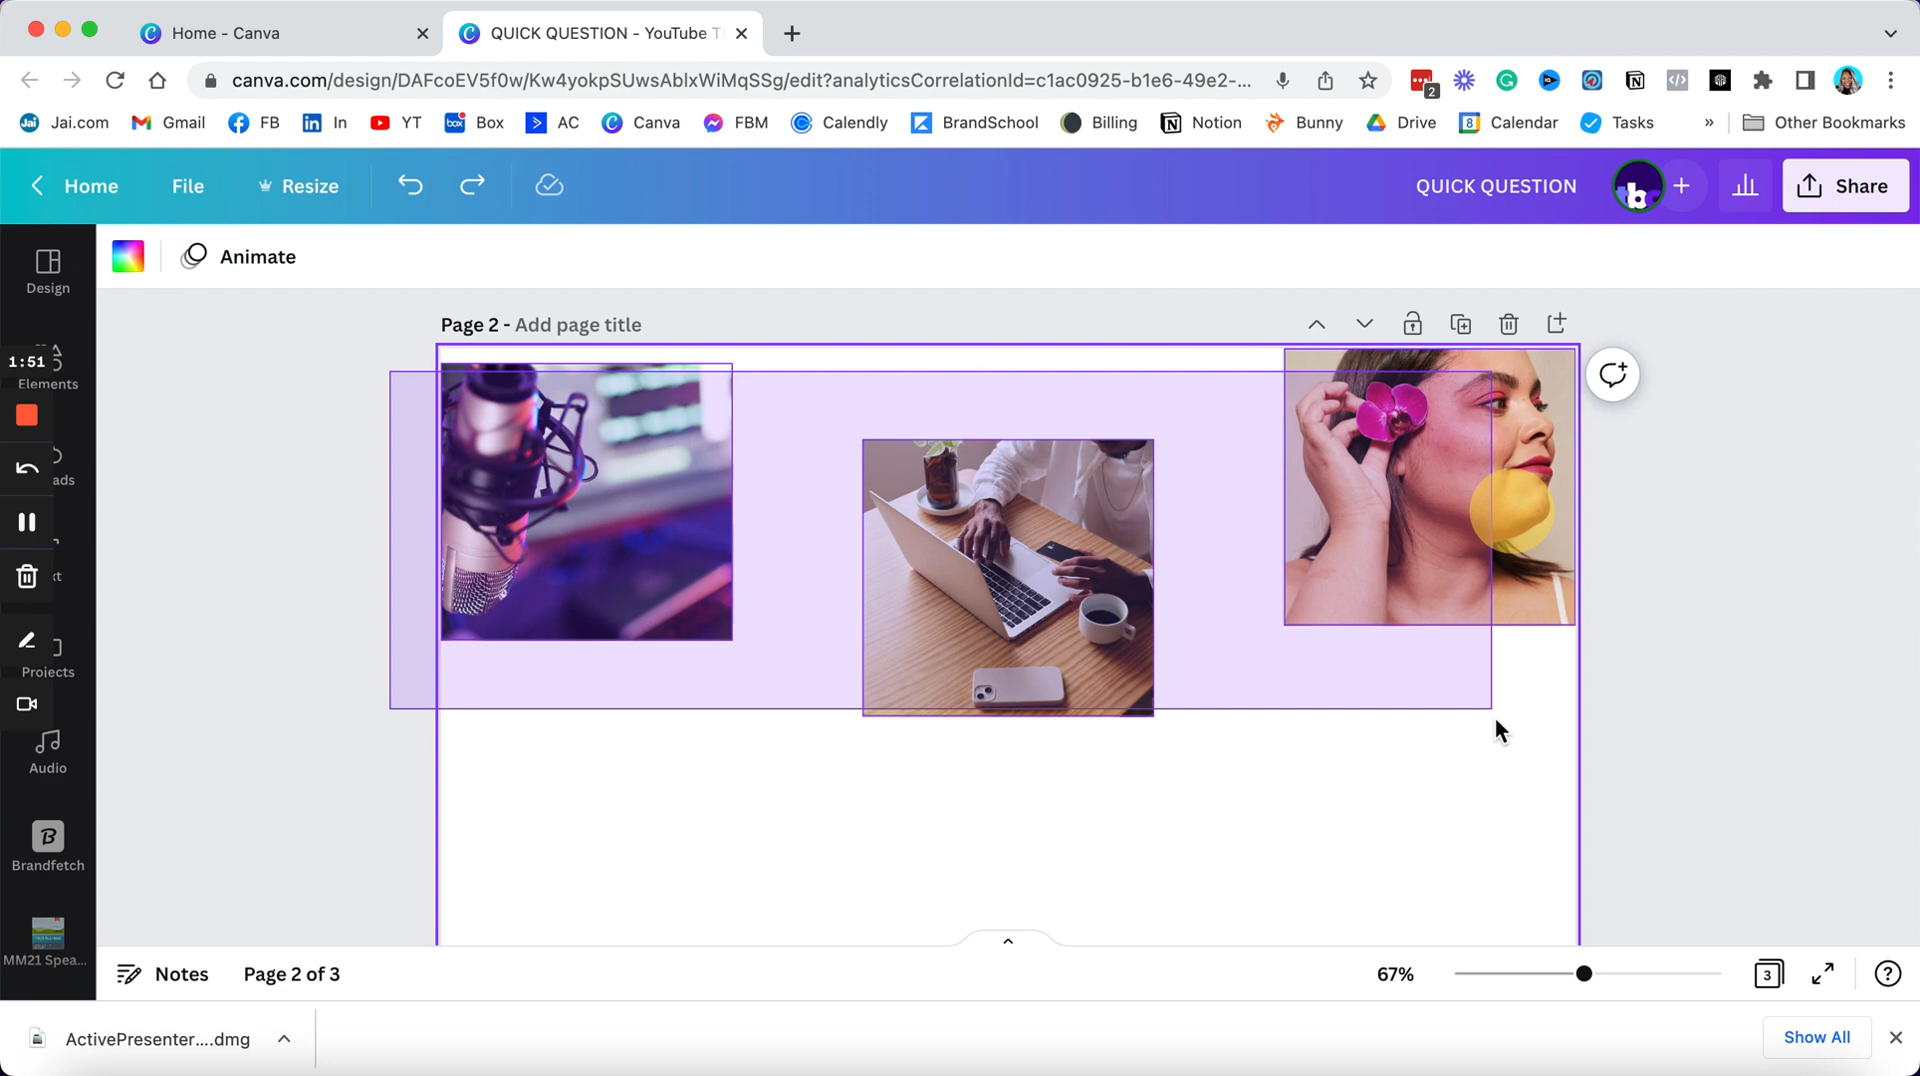 Home - Canva
QUICK QUESTION - YouTube T
canva.com/design/DAFcoEV5f0w/Kw4yokpSUwsAblxWiMqSSg/edit?analyticsCorrelationId=c1ac0925-b1e6-49e2-...
2
Jai.com
Gmail
FB
In
YT
Box
AC
Canva
FBM
Calendly
BrandSchool
Billing
Notion
Bunny
Drive
Calendar
Tasks
»
Other Bookmarks
Home
File
Resize
QUICK QUESTION
Share
Design
Animate
Page 2 - Add page title
1:51
Elements
ads
xt
Projects
Audio
Brandfetch
MM21 Spea...
Notes
Page 2 of 3
67%
3
ActivePresenter....dmg
Show All